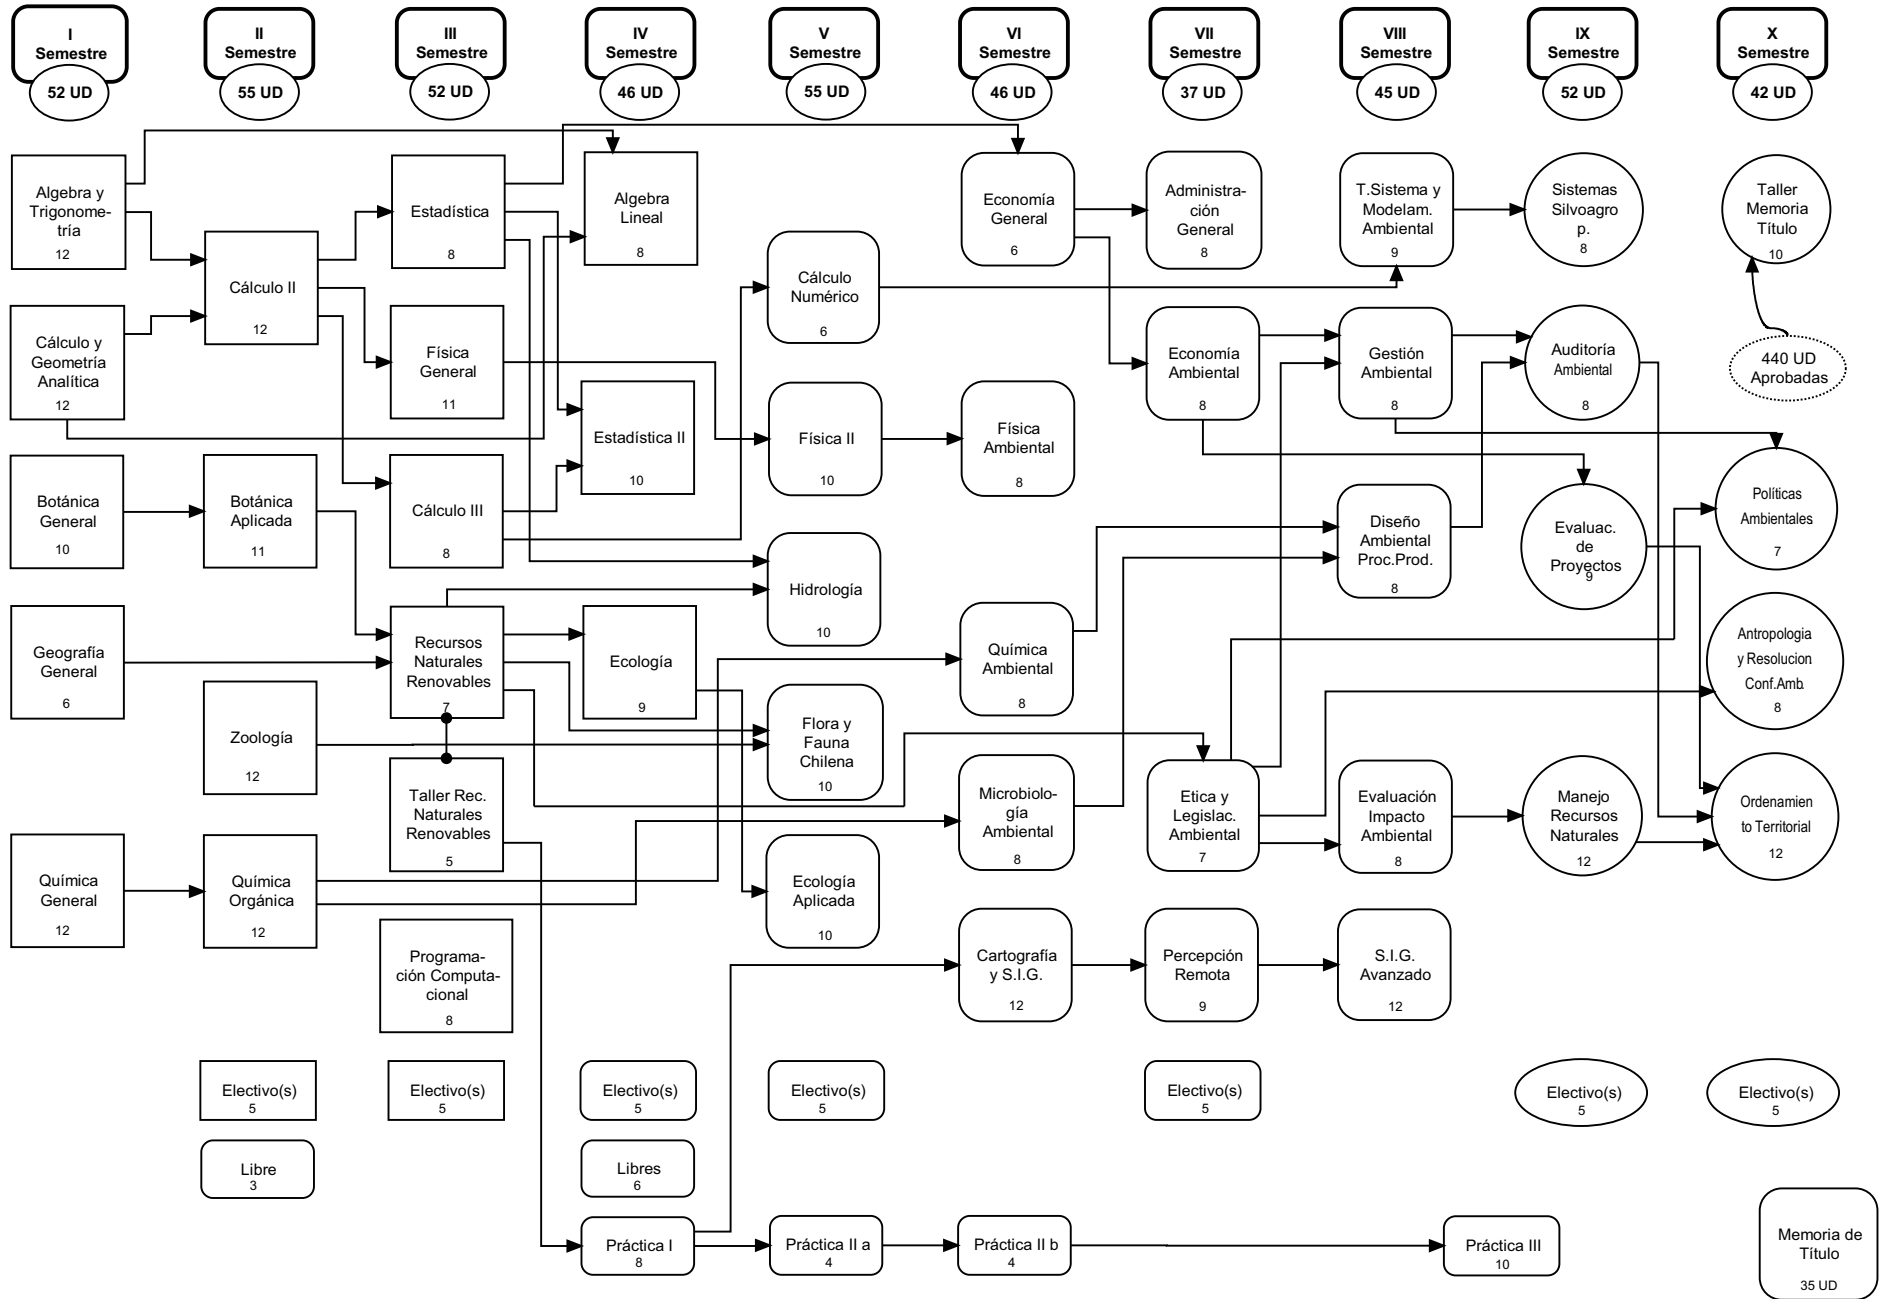 I
Semestre
52 UD
II
Semestre
55 UD
III
Semestre
52 UD
IV
Semestre
46 UD
V
Semestre
55 UD
VI
Semestre
46 UD
VII
Semestre
37 UD
VIII
Semestre
45 UD
IX
Semestre
52 UD
X
Semestre
42 UD
Algebra y
Trigonome-
tría
12
Cálculo y
Geometría
Analítica
12
Botánica
General
10
Geografía
General
6
Química
General
12
Cálculo II
12
Botánica
Aplicada
11
Zoología
12
Química
Orgánica
12
Electivo(s)
5
Libre
3
Estadística
8
Física
General
11
Cálculo III
8
Recursos
Naturales
Renovables
7
Taller Rec.
Naturales
Renovables
5
Programa-
ción Computa-
cional
8
Electivo(s)
5
Algebra
Lineal
8
Estadística II
10
Ecología
9
Electivo(s)
5
Libres
6
Práctica I
8
Cálculo
Numérico
6
Física II
10
Hidrología
10
Flora y
Fauna
Chilena
10
Ecología
Aplicada
10
Electivo(s)
5
Práctica II a
4
Economía
General
6
Física
Ambiental
8
Química
Ambiental
8
Microbiolo-
gía
Ambiental
8
Cartografía
y S.I.G.
12
Práctica II b
4
Administra-
ción
General
8
Economía
Ambiental
8
Etica y
Legislac.
Ambiental
7
Percepción
Remota
9
Electivo(s)
5
T.Sistema y
Modelam.
Ambiental
9
Gestión
Ambiental
8
Diseño
Ambiental
Proc.Prod.
8
Evaluación
Impacto
Ambiental
8
S.I.G.
Avanzado
12
Práctica III
10
Sistemas
Silvoagro
p.
8
Auditoría
Ambiental
8
Evaluac.
de
Proyectos
9
Manejo
Recursos
Naturales
12
Electivo(s)
5
Taller
Memoria
Título
10
440 UD
Aprobadas
Políticas
Ambientales.
7
Antropologia
y Resolucion
Conf.Amb.
8
Ordenamien
to Territorial
12
Electivo(s)
5
Memoria de
Título
35 UD